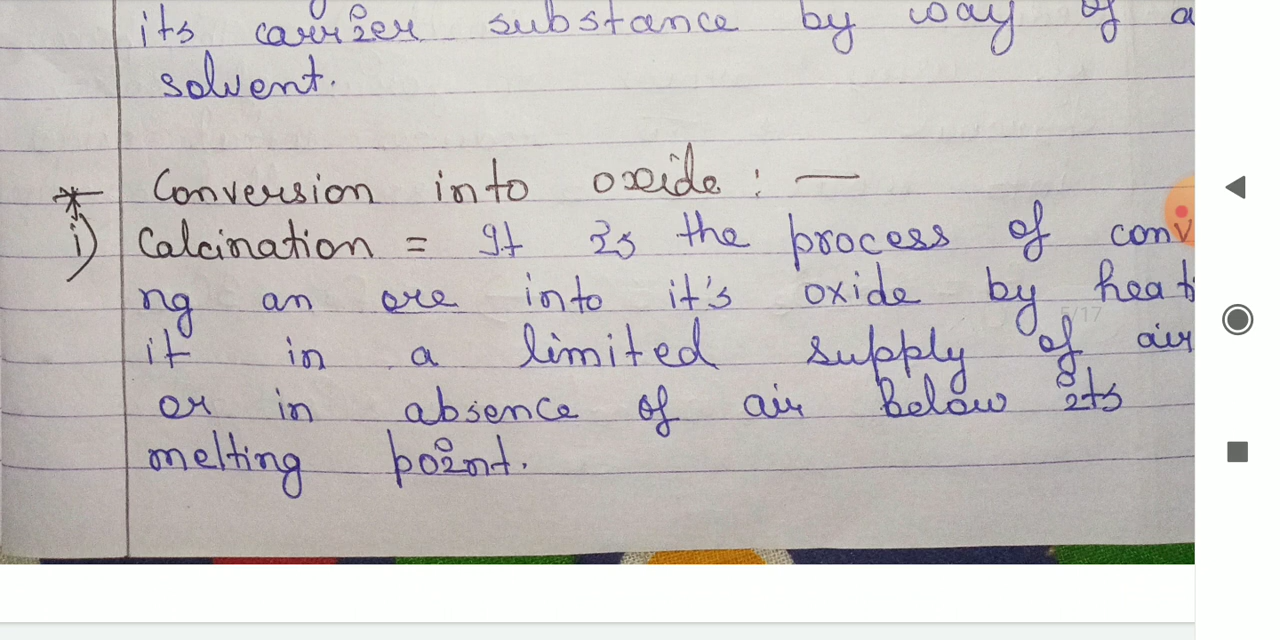 its carrier substance by way of a
solvent.
* Conversion into oxide : —
i) Calcination = It is the process of conv
ng an ore into it's oxide by heat
5/17
it in a limited supply of air
or in absence of air below its
melting point.